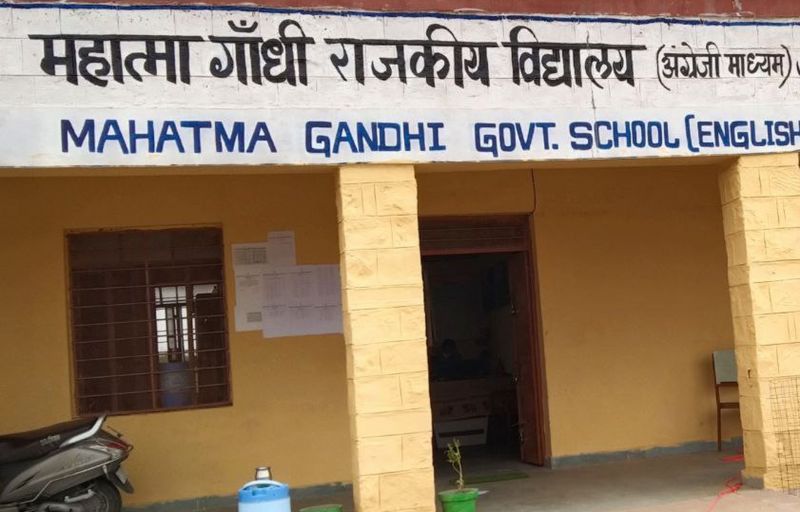 महात्मा गाँधी राजकीय विद्यालय (अंग्रेजी माध्यम)
MAHATMA GANDHI GOVT. SCHOOL (ENGLISH